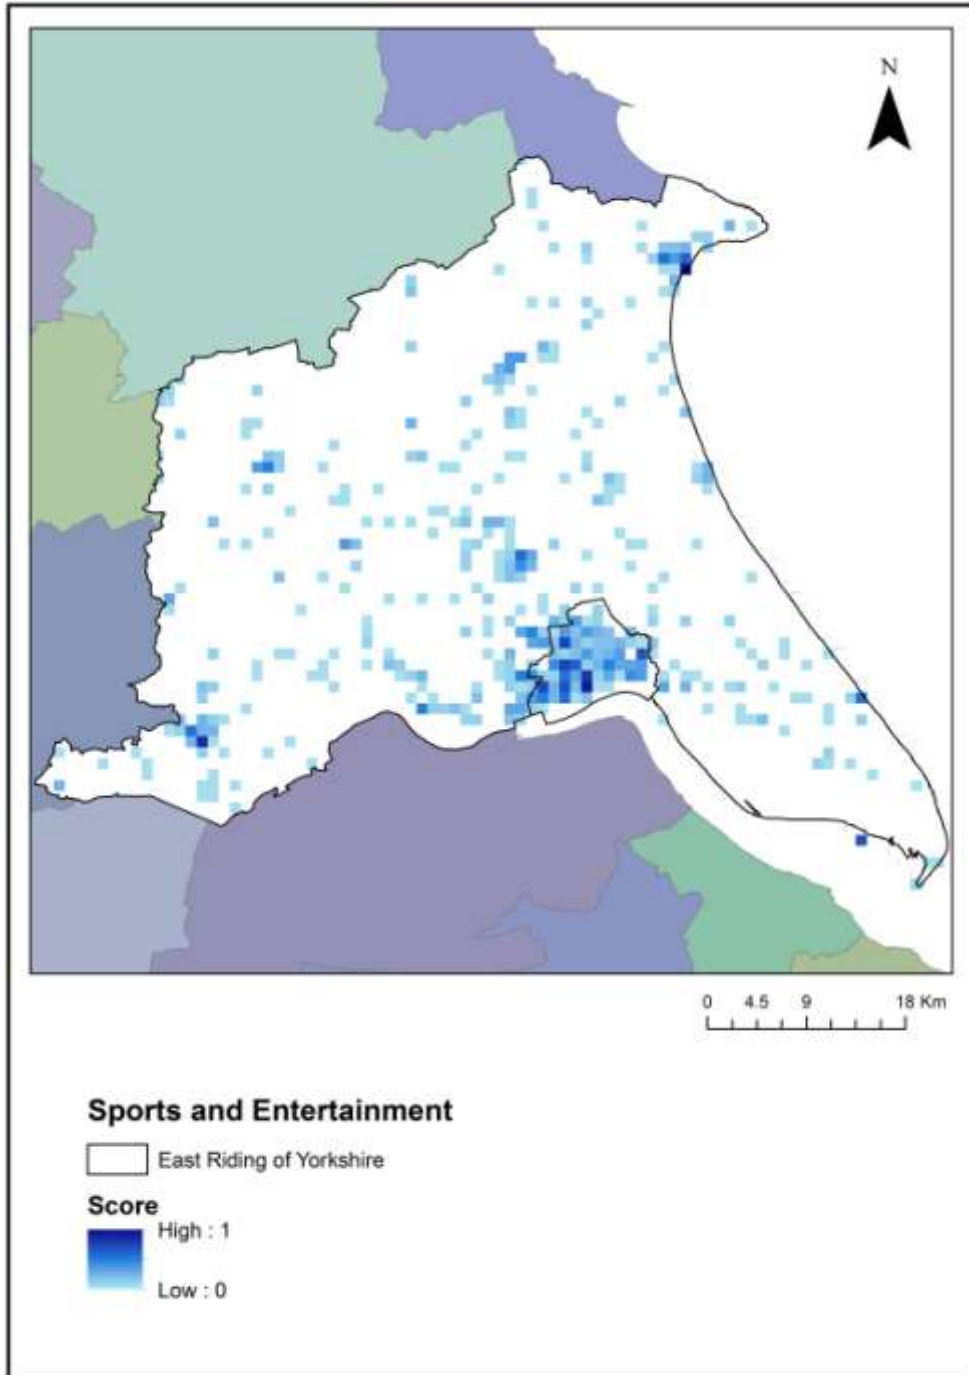 N
0 4.5 9 18 Km
Sports and Entertainment
East Riding of Yorkshire
Score
High : 1
Low : 0